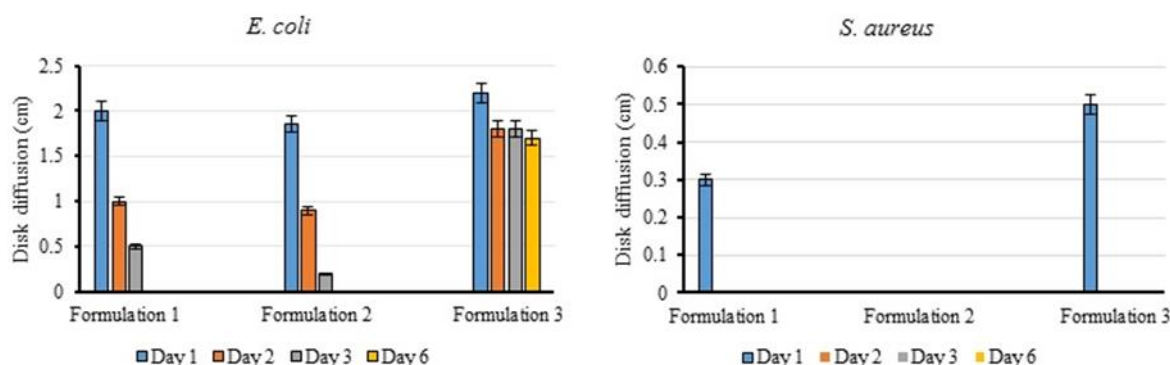 E. coli
Disk diffusion (cm)
2.5
2
1.5
1
0.5
0
Formulation 1 Formulation 2 Formulation 3
Day 1 Day 2 Day 3 Day 6
S. aureus
Disk diffusion (cm)
0.6
0.5
0.4
0.3
0.2
0.1
0
Formulation 1 Formulation 2 Formulation 3
Day 1 Day 2 Day 3 Day 6